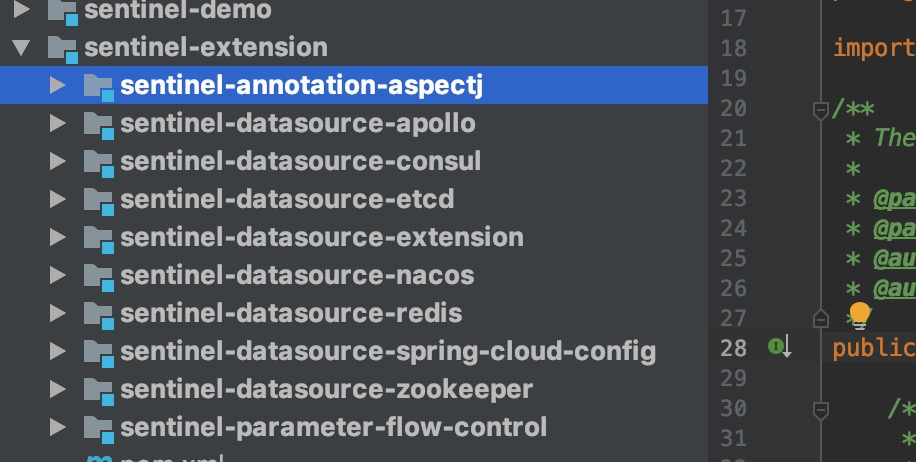 sentinel-demo
sentinel-extension
sentinel-annotation-aspectj
sentinel-datasource-apollo
sentinel-datasource-consul
sentinel-datasource-etcd
sentinel-datasource-extension
sentinel-datasource-nacos
sentinel-datasource-redis
sentinel-datasource-spring-cloud-config
sentinel-datasource-zookeeper
sentinel-parameter-flow-control
17
18 import
19
20 /**
21 * The
22 *
23 * @pa
24 * @pa
25 * @au
26 * @au
27
28 public
29
30 /*
31 *